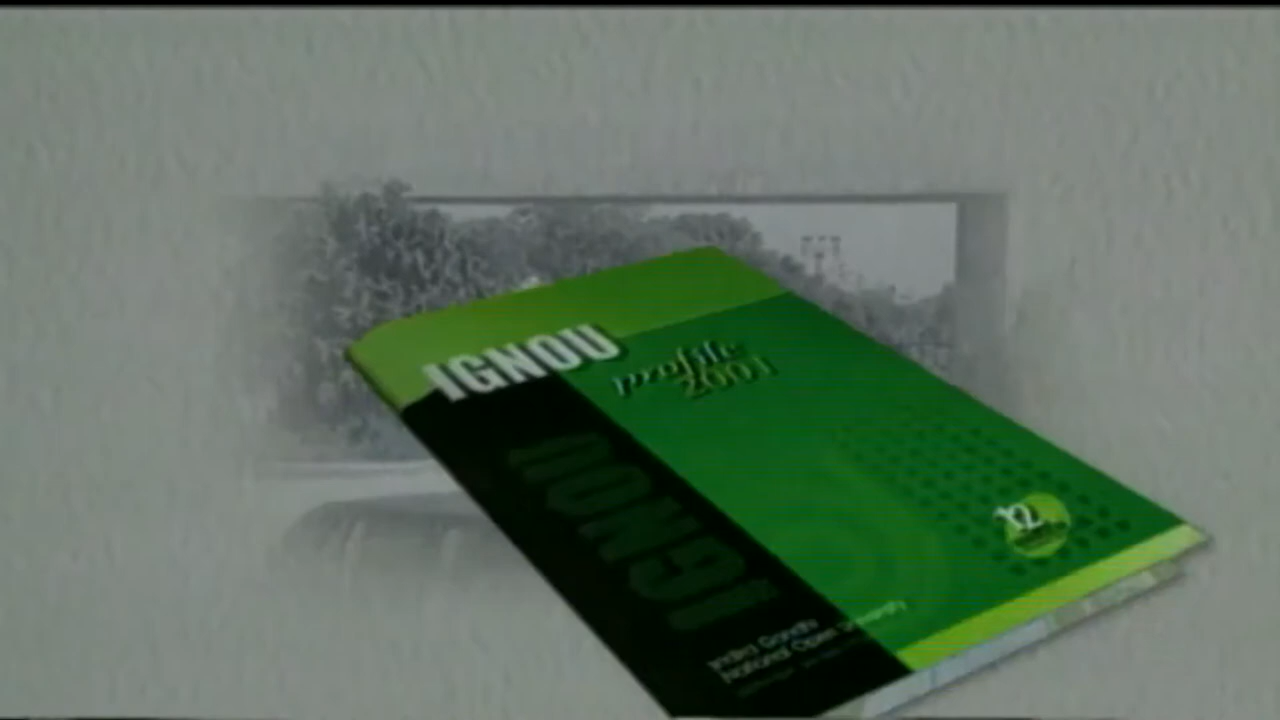 IGNOU
profile
2001
IGNOU
Indira Gandhi
National Open University